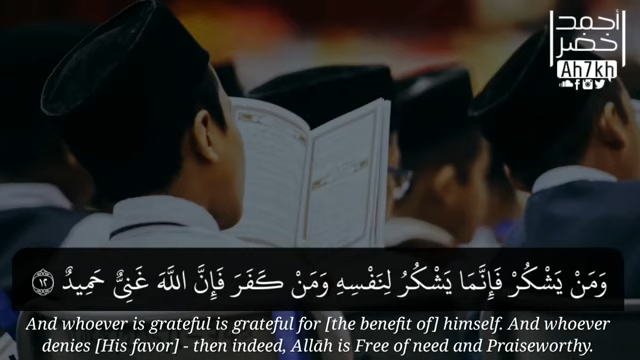 أحمد
خضر
Ah7kh
وَمَنْ يَشْكُرْ فَإِنَّمَا يَشْكُرُ لِنَفْسِهِ وَمَنْ كَفَرَ فَإِنَّ اللَّهَ غَنِيٌّ حَمِيدٌ ١٢
And whoever is grateful is grateful for [the benefit of] himself. And whoever
denies [His favor] - then indeed, Allāh is Free of need and Praiseworthy.